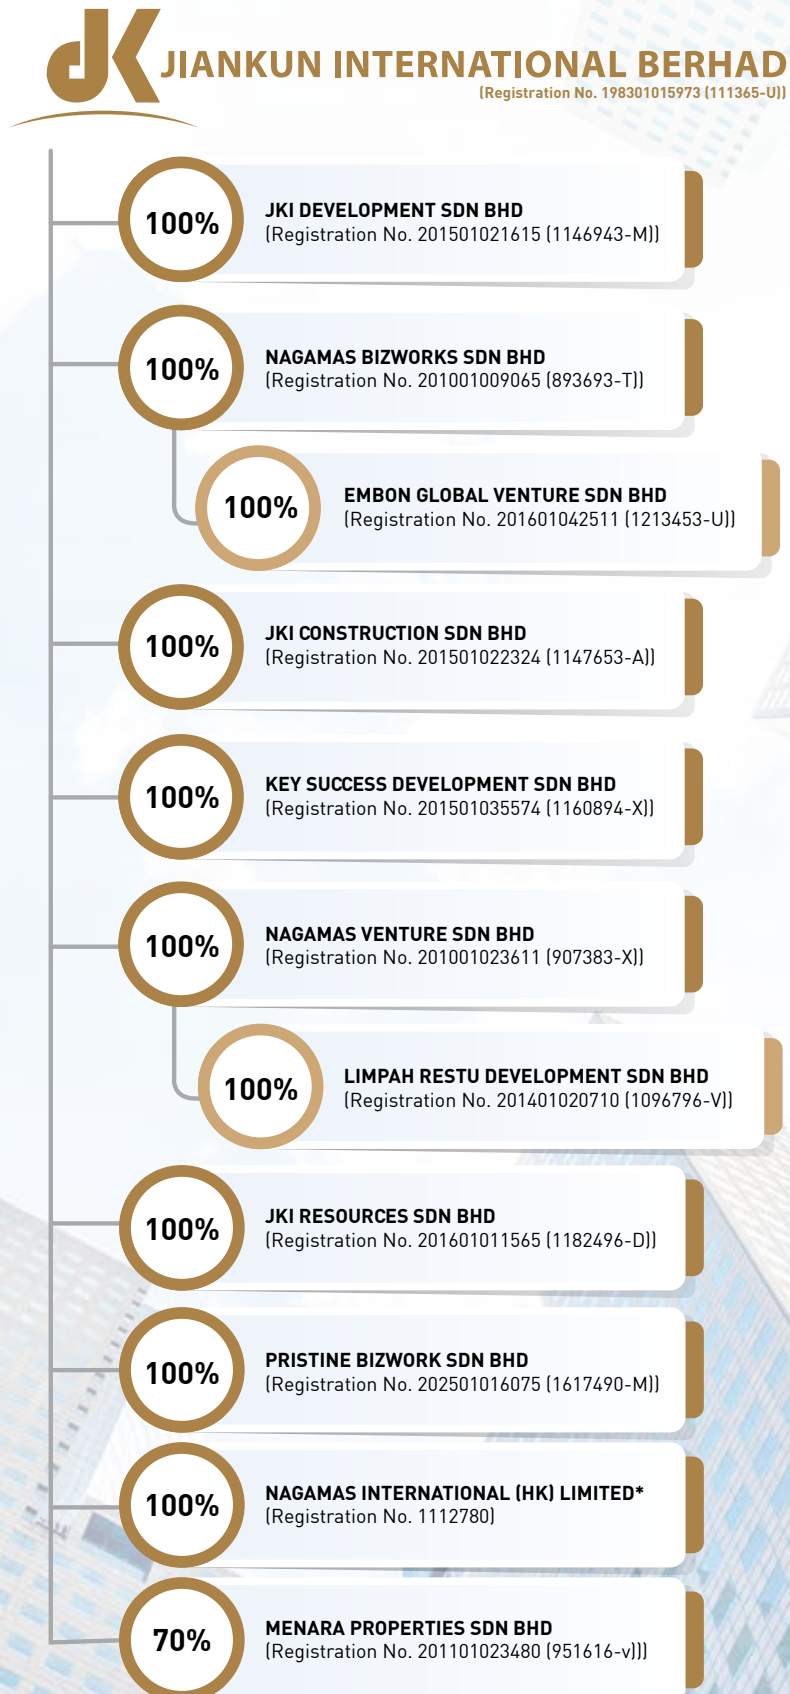 JK
JIANKUN INTERNATIONAL BERHAD
(Registration No. 198301015973 (111365-U))
100%
JKI DEVELOPMENT SDN BHD
(Registration No. 201501021615 (1146943-M))
100%
NAGAMAS BIZWORKS SDN BHD
(Registration No. 201001009065 (893693-T))
100%
EMBON GLOBAL VENTURE SDN BHD
(Registration No. 201601042511 (1213453-U))
100%
JKI CONSTRUCTION SDN BHD
(Registration No. 201501022324 (1147653-A))
100%
KEY SUCCESS DEVELOPMENT SDN BHD
(Registration No. 201501035574 (1160894-X))
100%
NAGAMAS VENTURE SDN BHD
(Registration No. 201001023611 (907383-X))
100%
LIMPAH RESTU DEVELOPMENT SDN BHD
(Registration No. 201401020710 (1096796-V))
100%
JKI RESOURCES SDN BHD
(Registration No. 201601011565 (1182496-D))
100%
PRISTINE BIZWORK SDN BHD
(Registration No. 202501016075 (1617490-M))
100%
NAGAMAS INTERNATIONAL (HK) LIMITED*
(Registration No. 1112780)
70%
MENARA PROPERTIES SDN BHD
(Registration No. 201101023480 (951616-v)))